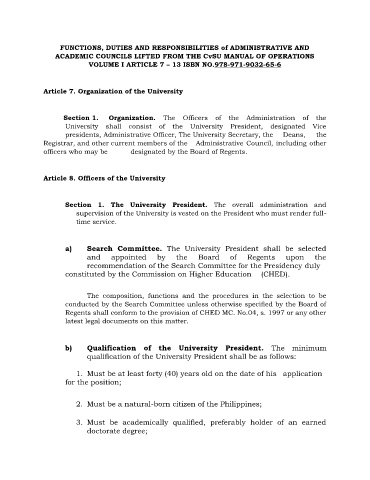 FUNCTIONS, DUTIES AND RESPONSIBILITIES of ADMINISTRATIVE AND
ACADEMIC COUNCILS LIFTED FROM THE CvSU MANUAL OF OPERATIONS
VOLUME I ARTICLE 7 – 13 ISBN NO.978-971-9032-65-6
Article 7. Organization of the University
Section 1. Organization. The Officers of the Administration of the
University shall consist of the University President, designated Vice
presidents, Administrative Officer, The University Secretary, the Deans, the
Registrar, and other current members of the Administrative Council, including other
officers who may be designated by the Board of Regents.
Article 8. Officers of the University
Section 1. The University President. The overall administration and
supervision of the University is vested on the President who must render full-
time service.
a) Search Committee. The University President shall be selected
and appointed by the Board of Regents upon the
recommendation of the Search Committee for the Presidency duly
constituted by the Commission on Higher Education (CHED).
The composition, functions and the procedures in the selection to be
conducted by the Search Committee unless otherwise specified by the Board of
Regents shall conform to the provision of CHED MC. No.04, s. 1997 or any other
latest legal documents on this matter.
b) Qualification of the University President. The minimum
qualification of the University President shall be as follows:
1. Must be at least forty (40) years old on the date of his application
for the position;
2. Must be a natural-born citizen of the Philippines;
3. Must be academically qualified, preferably holder of an earned
doctorate degree;